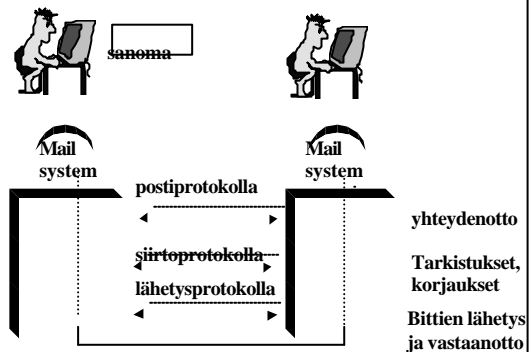 sanoma
Mail
system
Mail
system
postiprotokolla
yhteydenotto
siirtoprotokolla
Tarkistukset,
korjaukset
lähetysprotokolla
Bittien lähetys
ja vastaanotto